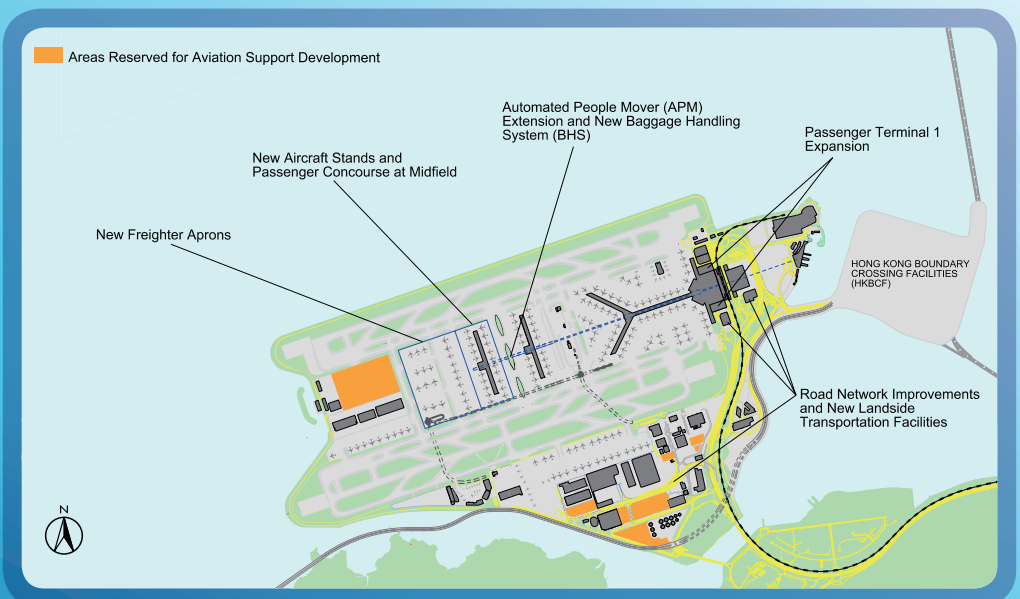 Areas Reserved for Aviation Support Development
Automated People Mover (APM)
Extension and New Baggage Handling
System (BHS)
Passenger Terminal 1
Expansion
New Aircraft Stands and
Passenger Concourse at Midfield
New Freighter Aprons
HONG KONG BOUNDARY
CROSSING FACILITIES
(HKBCF)
Road Network Improvements
and New Landside
Transportation Facilities
N